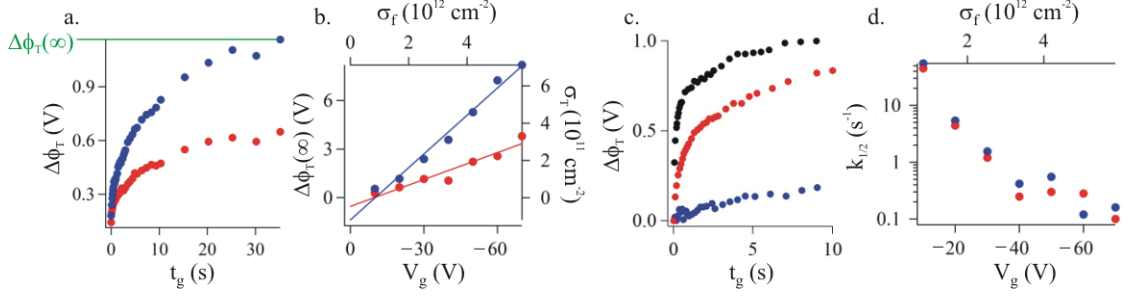 a.
Δϕ_T(∞)
Δϕ_T (V)
0.9
0.6
0.3
0 10 20 30
t_g (s)
b.
σ_f (10^12 cm^-2)
0 2 4
Δϕ_T(∞) (V)
6
3
0
σ_T (10^11 cm^-2)
6
4
2
0
−30 −60
V_g (V)
c.
Δϕ_T (V)
1.0
0.5
0.0
0 5 10
t_g (s)
d.
σ_f (10^12 cm^-2)
2 4
k_1/2 (s^-1)
10
1
0.1
−20 −40 −60
V_g (V)